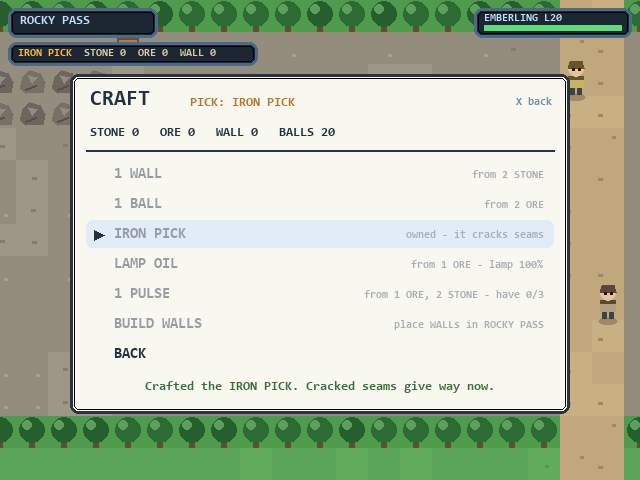 ROCKY PASS
EMBERLING L20
IRON PICK STONE 0 ORE 0 WALL 0
CRAFT PICK: IRON PICK X back
STONE 0 ORE 0 WALL 0 BALLS 20
1 WALL from 2 STONE
1 BALL from 2 ORE
▶ IRON PICK owned - it cracks seams
LAMP OIL from 1 ORE - lamp 100%
1 PULSE from 1 ORE, 2 STONE - have 0/3
BUILD WALLS place WALLs in ROCKY PASS
BACK
Crafted the IRON PICK. Cracked seams give way now.